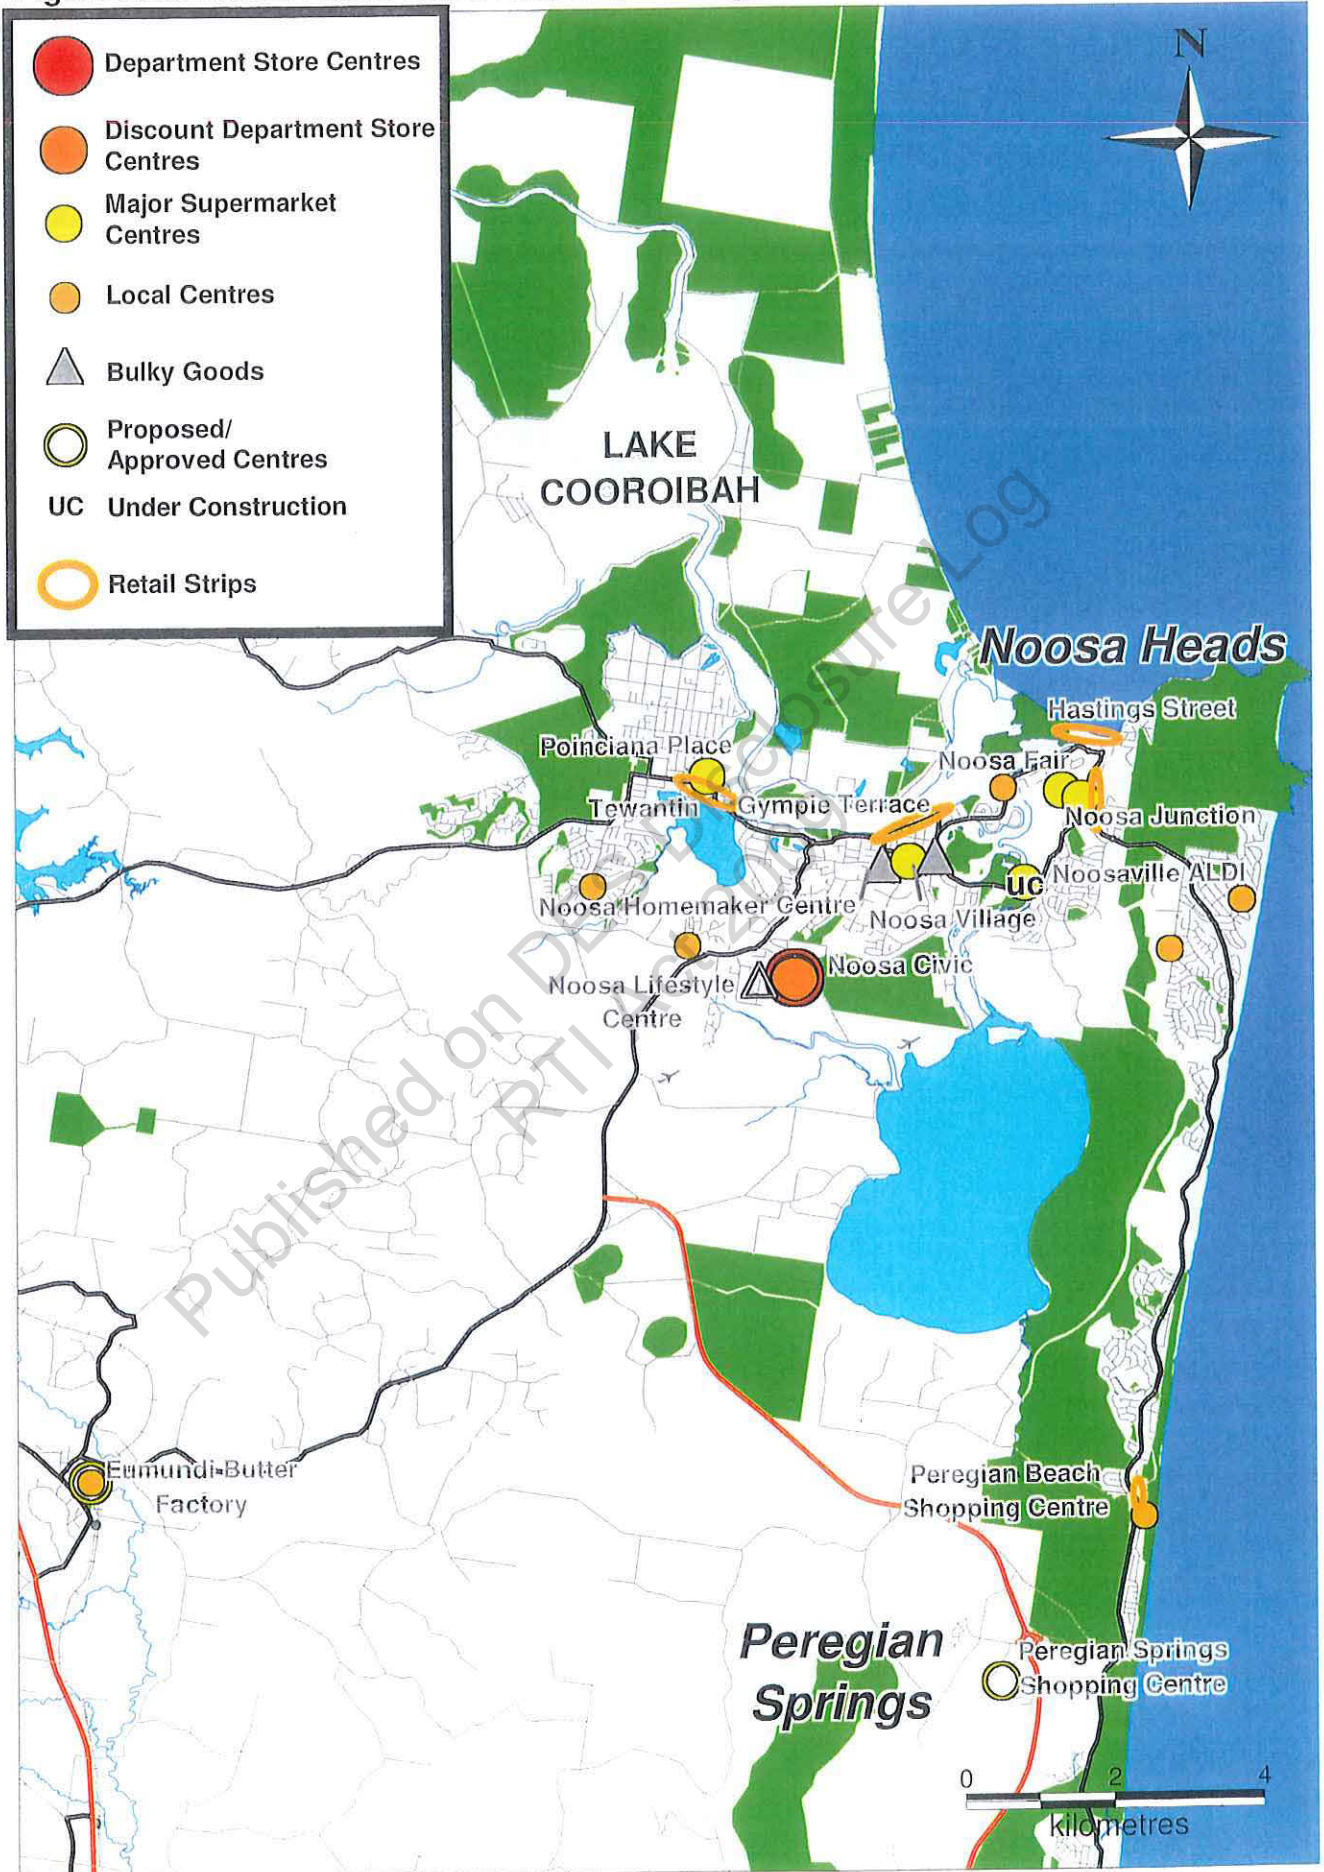 Department Store Centres
Discount Department Store
Centres
Major Supermarket
Centres
Local Centres
Bulky Goods
Proposed/
Approved Centres
UC Under Construction
Retail Strips
N
LAKE
COOROIBAH
Noosa Heads
Hastings Street
Poinciana Place
Noosa Fair
Tewantin
Gympie Terrace
Noosa Junction
UC
Noosaville ALDI
Noosa Homemaker Centre
Noosa Village
Noosa Civic
Noosa Lifestyle
Centre
Published on DES Disclosure Log
RTI Act 2009
Eumundi-Butter
Factory
Peregian Beach
Shopping Centre
Peregian
Springs
Peregian Springs
Shopping Centre
0 2 4
kilometres